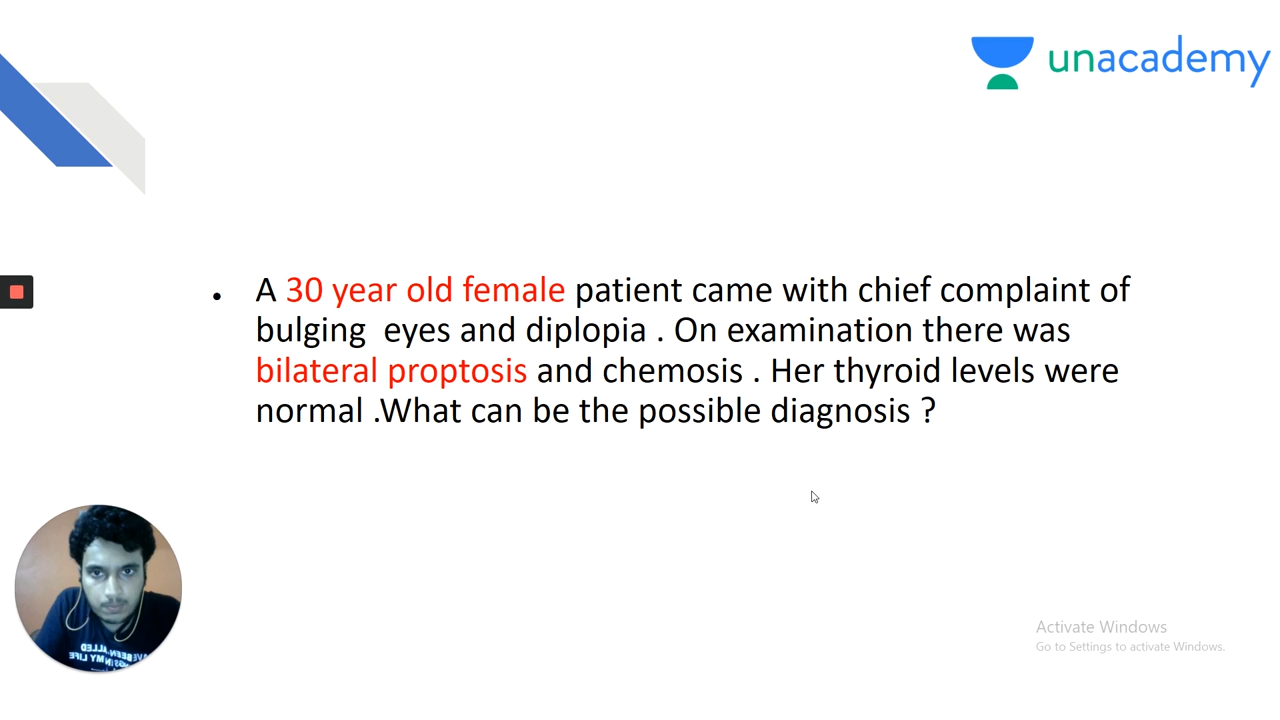 unacademy
• A 30 year old female patient came with chief complaint of
bulging  eyes and diplopia . On examination there was
bilateral proptosis and chemosis . Her thyroid levels were
normal .What can be the possible diagnosis ?
Activate Windows
Go to Settings to activate Windows.